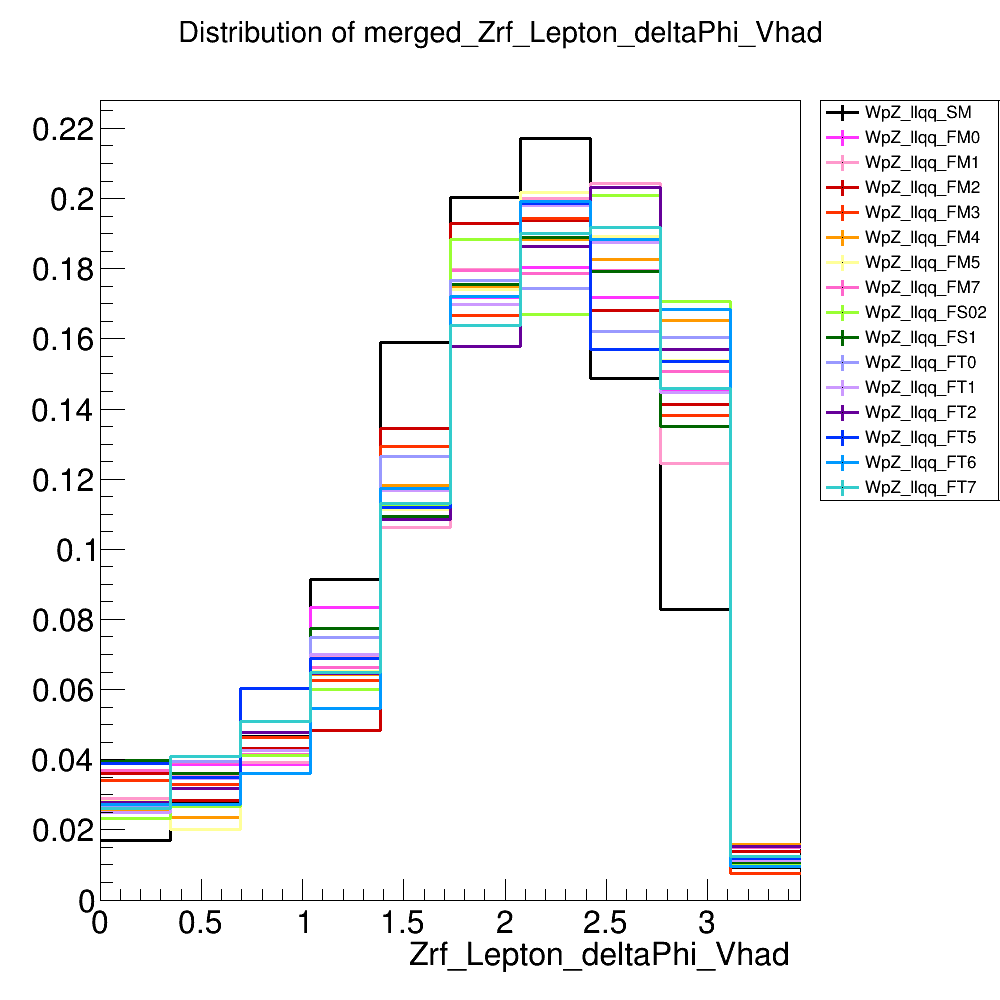 Distribution of merged_Zrf_Lepton_deltaPhi_Vhad
0.22
0.2
0.18
0.16
0.14
0.12
0.1
0.08
0.06
0.04
0.02
0
0 0.5 1 1.5 2 2.5 3
Zrf_Lepton_deltaPhi_Vhad
WpZ_llqq_SM
WpZ_llqq_FM0
WpZ_llqq_FM1
WpZ_llqq_FM2
WpZ_llqq_FM3
WpZ_llqq_FM4
WpZ_llqq_FM5
WpZ_llqq_FM7
WpZ_llqq_FS02
WpZ_llqq_FS1
WpZ_llqq_FT0
WpZ_llqq_FT1
WpZ_llqq_FT2
WpZ_llqq_FT5
WpZ_llqq_FT6
WpZ_llqq_FT7